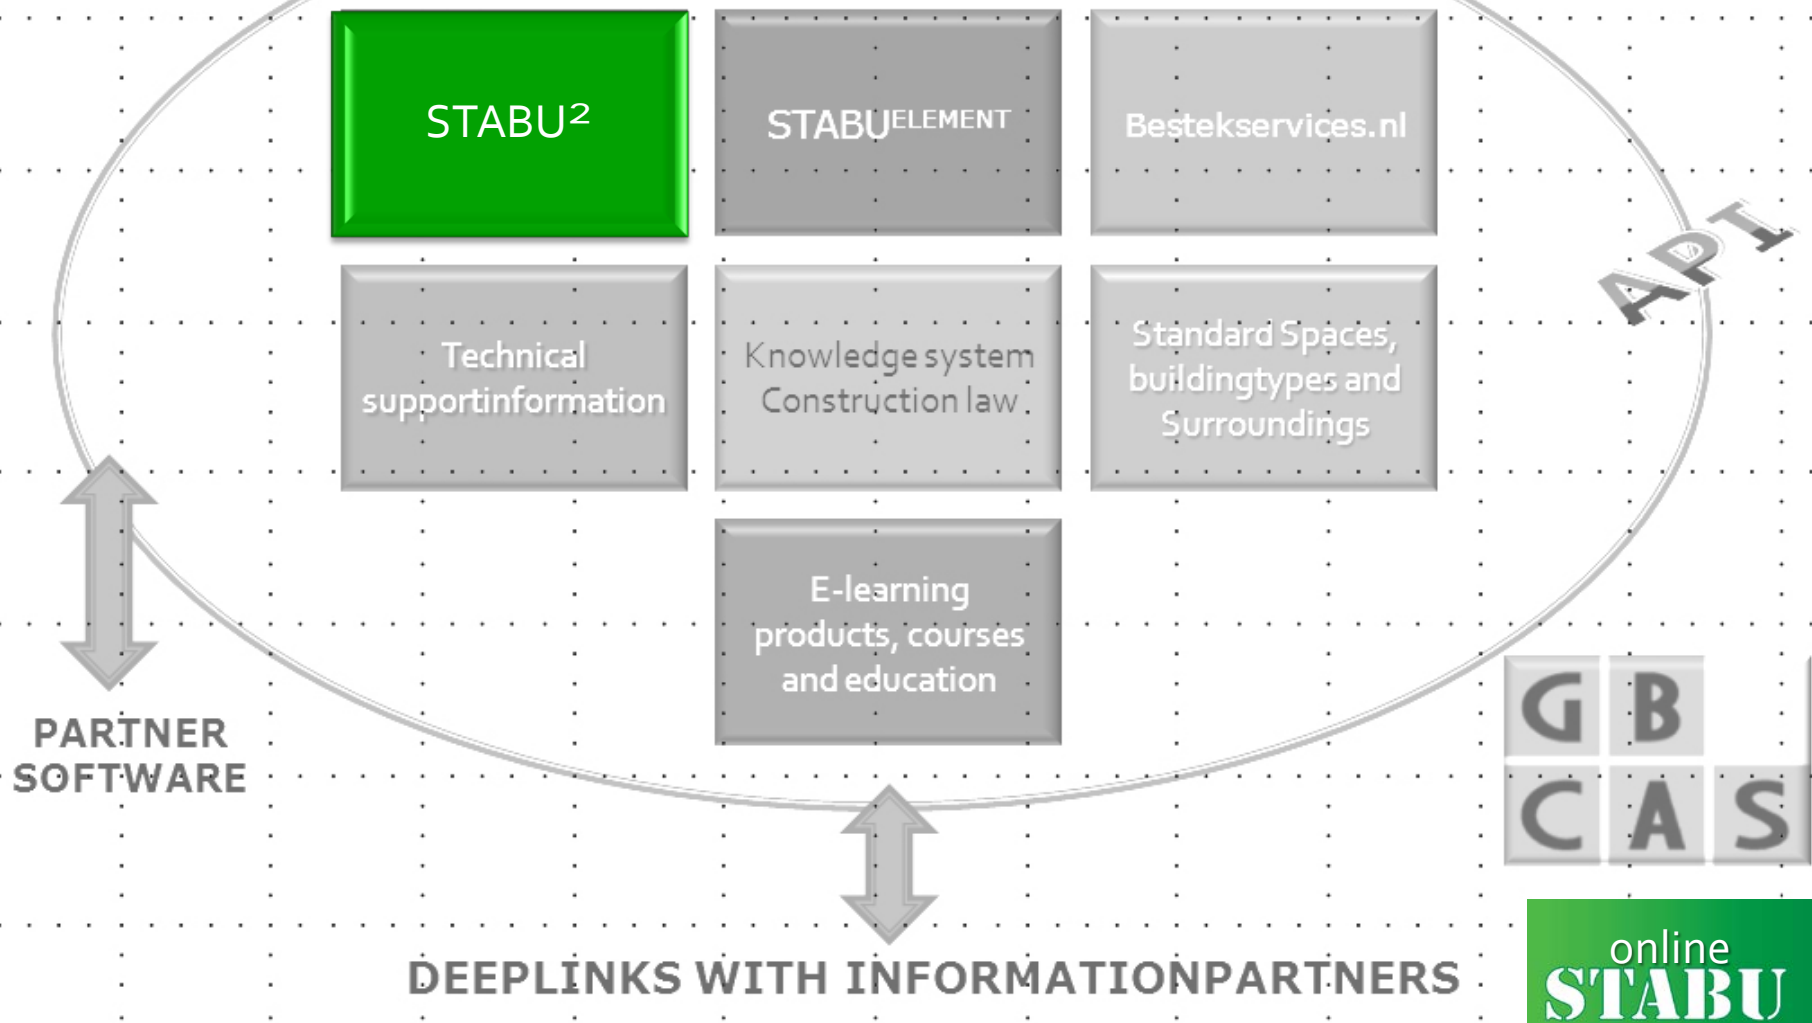 STABU²
STABUELEMENT
Bestekservices.nl
API
Technical
supportinformation
Knowledge system
Construction law
Standard Spaces,
buildingtypes and
Surroundings
E-learning
products, courses
and education
PARTNER
SOFTWARE
G B
C A S
DEEPLINKS WITH INFORMATIONPARTNERS
online
STABU